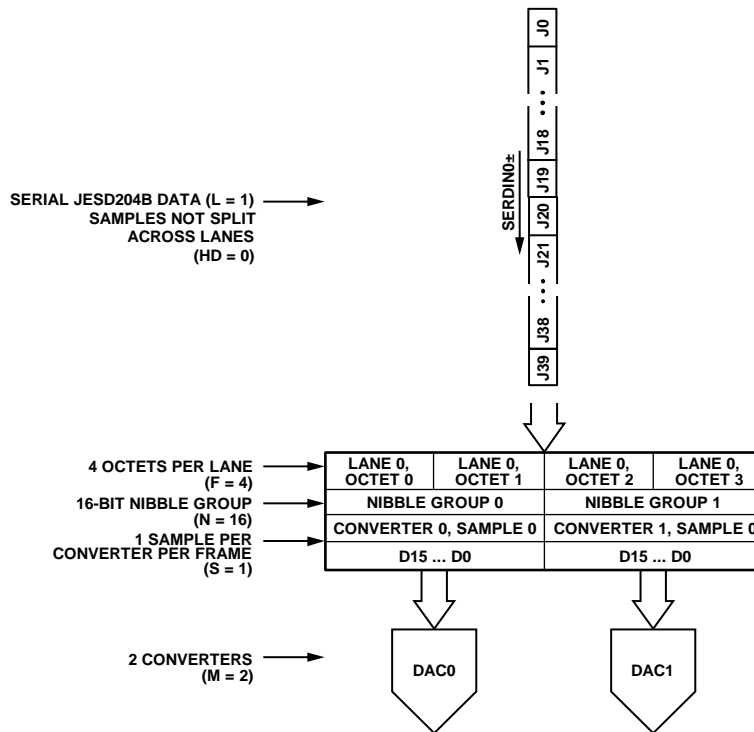 J0
J1
J18
J19
J20
J21
J38
J39
SERDIN0±
SERIAL JESD204B DATA (L = 1)
SAMPLES NOT SPLIT
ACROSS LANES
(HD = 0)
4 OCTETS PER LANE
(F = 4)
LANE 0,
OCTET 0
LANE 0,
OCTET 1
LANE 0,
OCTET 2
LANE 0,
OCTET 3
16-BIT NIBBLE GROUP
(N = 16)
NIBBLE GROUP 0
NIBBLE GROUP 1
1 SAMPLE PER
CONVERTER PER FRAME
(S = 1)
CONVERTER 0, SAMPLE 0
CONVERTER 1, SAMPLE 0
D15 ... D0
D15 ... D0
2 CONVERTERS
(M = 2)
DAC0
DAC1